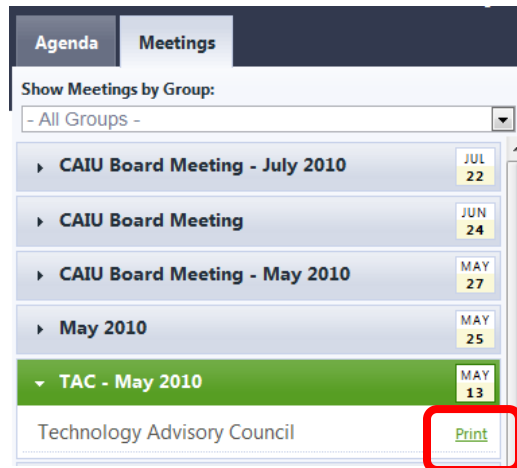 Agenda Meetings
Show Meetings by Group:
- All Groups -
CAIU Board Meeting - July 2010 JUL 22
CAIU Board Meeting JUN 24
CAIU Board Meeting - May 2010 MAY 27
May 2010 MAY 25
TAC - May 2010 MAY 13
Technology Advisory Council Print